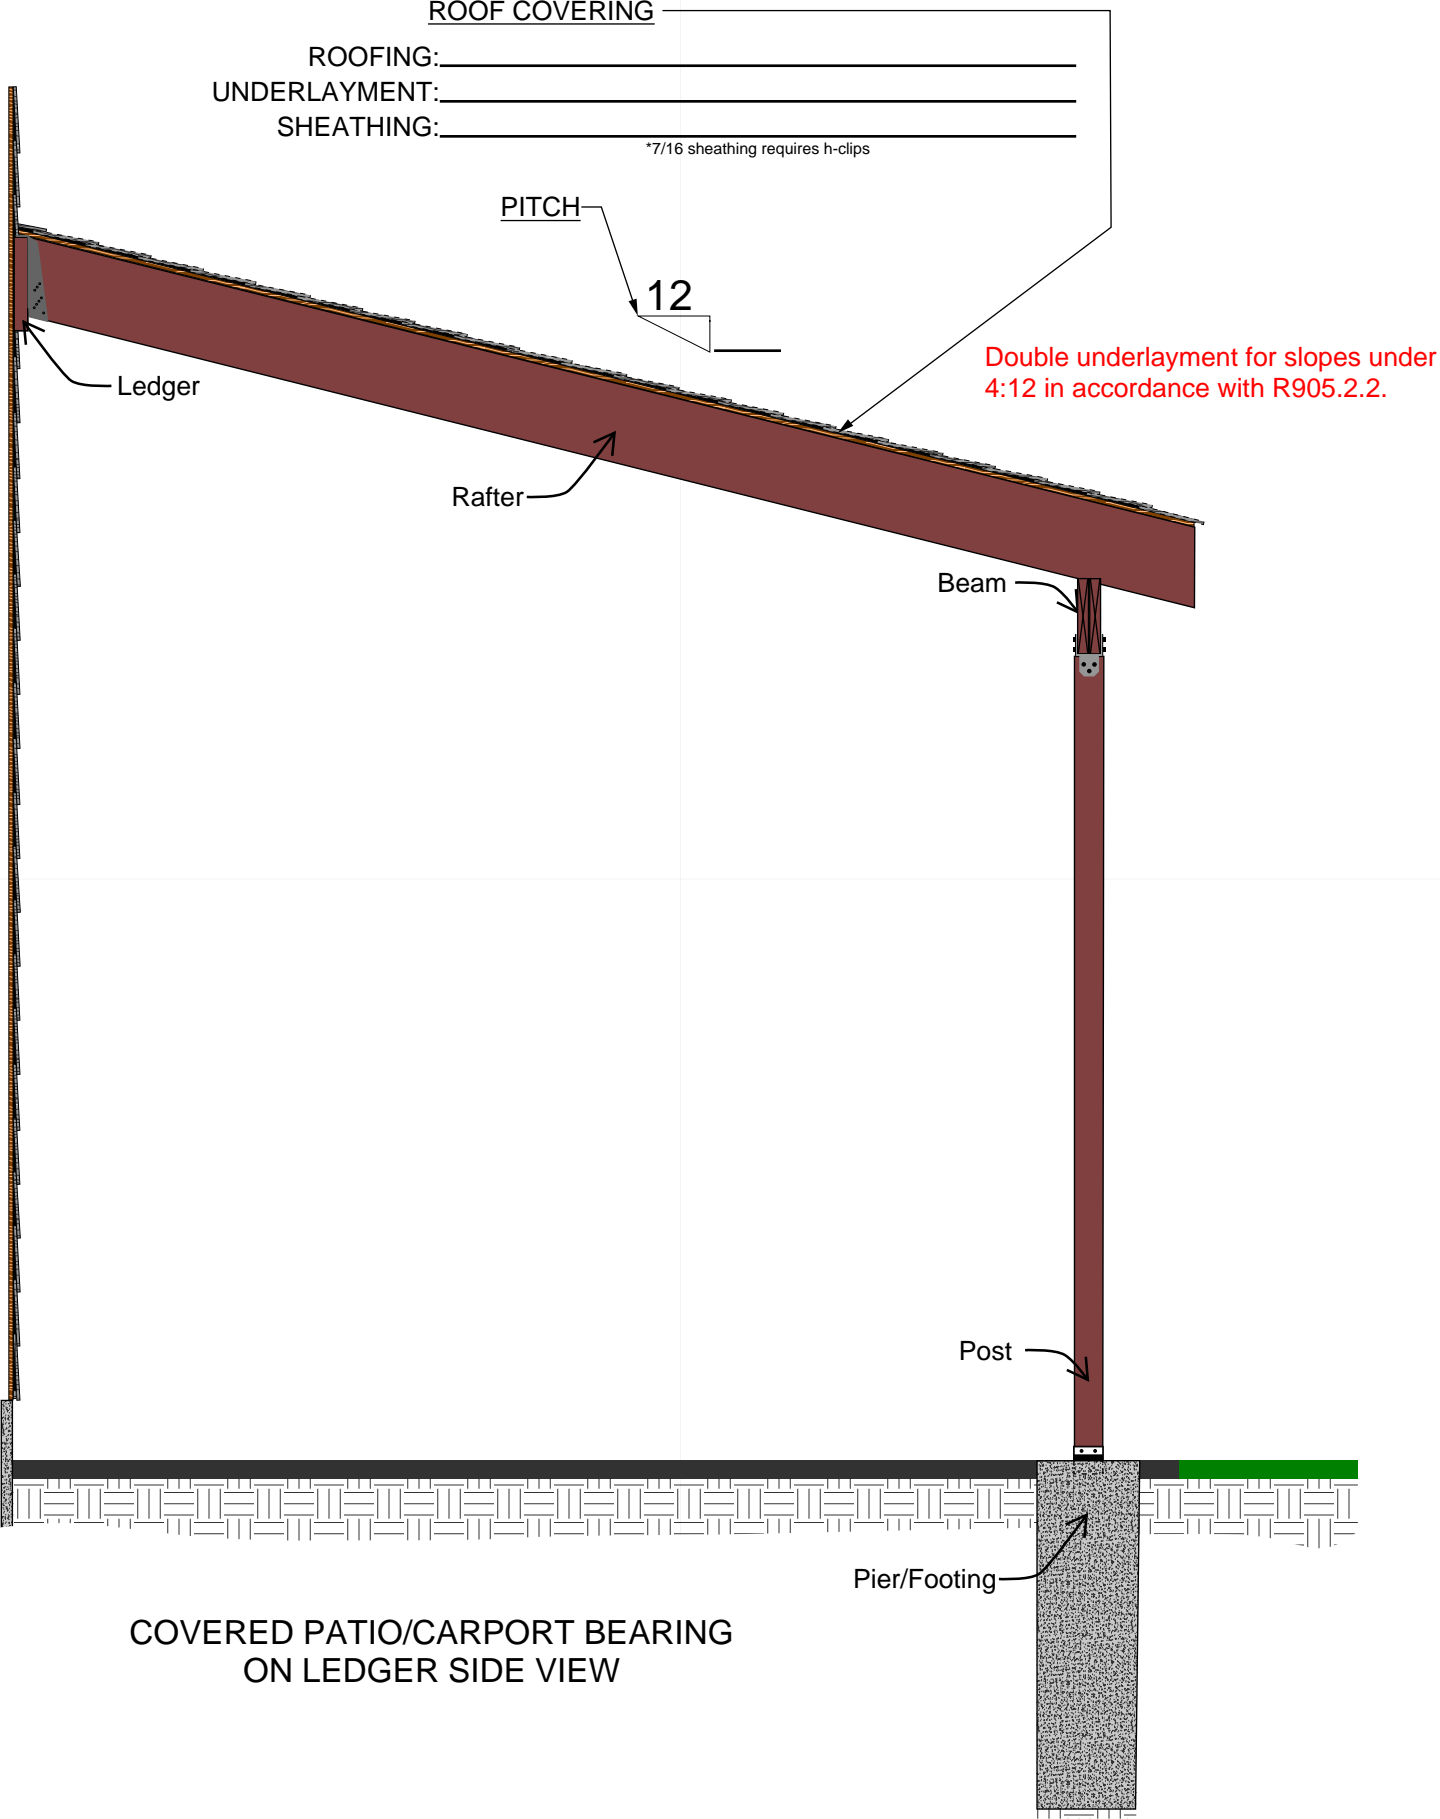 ROOF COVERING
ROOFING:
UNDERLAYMENT:
SHEATHING:
*7/16 sheathing requires h-clips
PITCH
12
Double underlayment for slopes under
4:12 in accordance with R905.2.2.
Ledger
Rafter
Beam
Post
Pier/Footing
COVERED PATIO/CARPORT BEARING
ON LEDGER SIDE VIEW